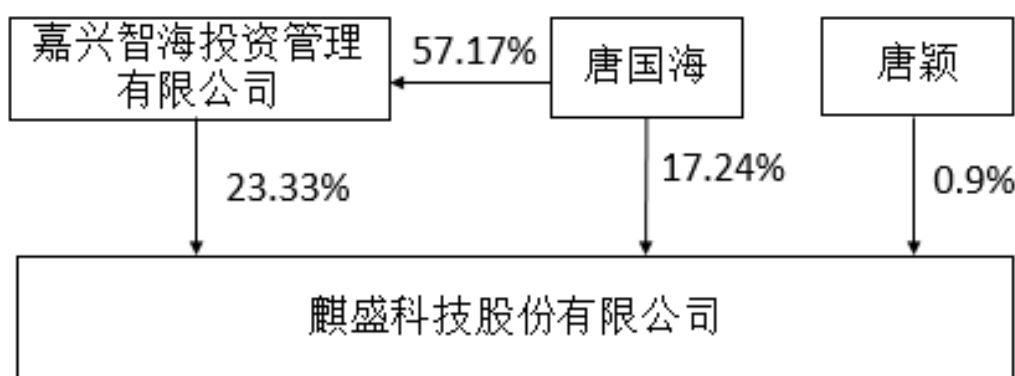 嘉兴智海投资管理
有限公司
57.17%
唐国海
唐颖
23.33%
17.24%
0.9%
麒盛科技股份有限公司